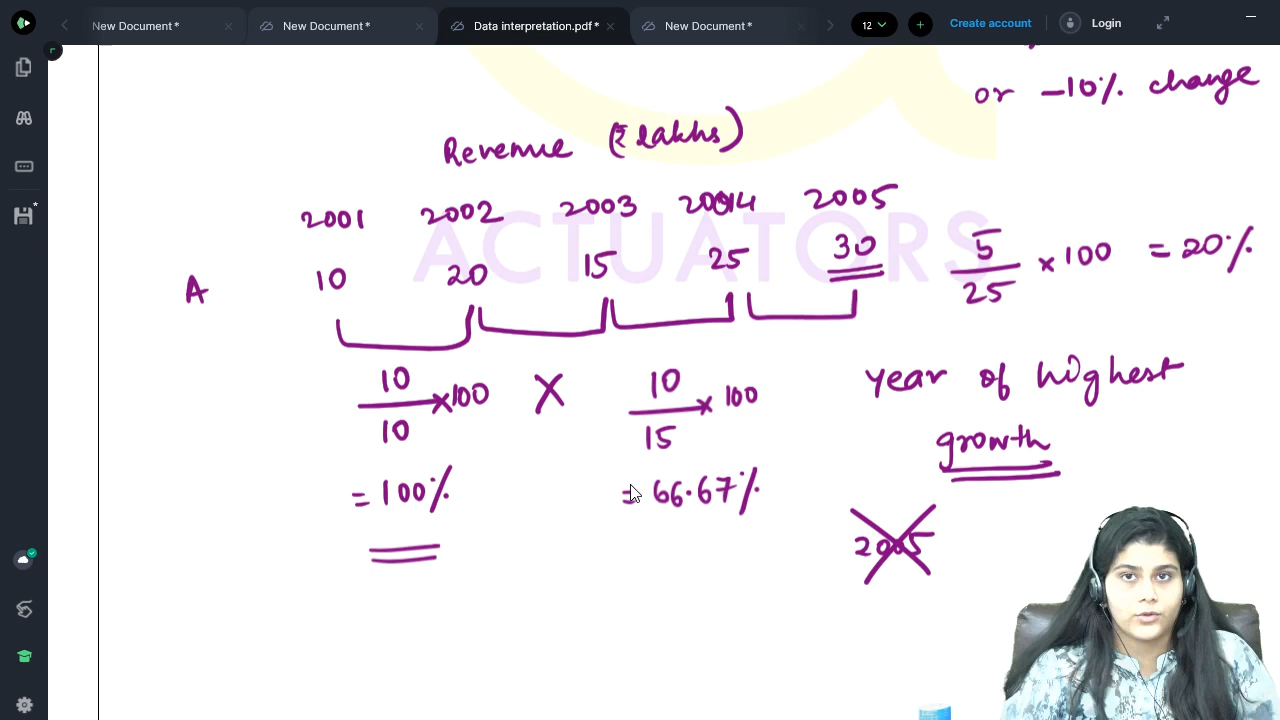 New Document*
New Document*
Data interpretation.pdf*
New Document*
12
Create account
Login
or -10% change
Revenue (₹ lakhs)
2001 2002 2003 2004 2005
ACTUATORS
A 10 20 15 25 30 5/25 × 100 = 20%
10/10 × 100 X 10/15 × 100
year of highest
growth
= 100% = 66.67%
2005